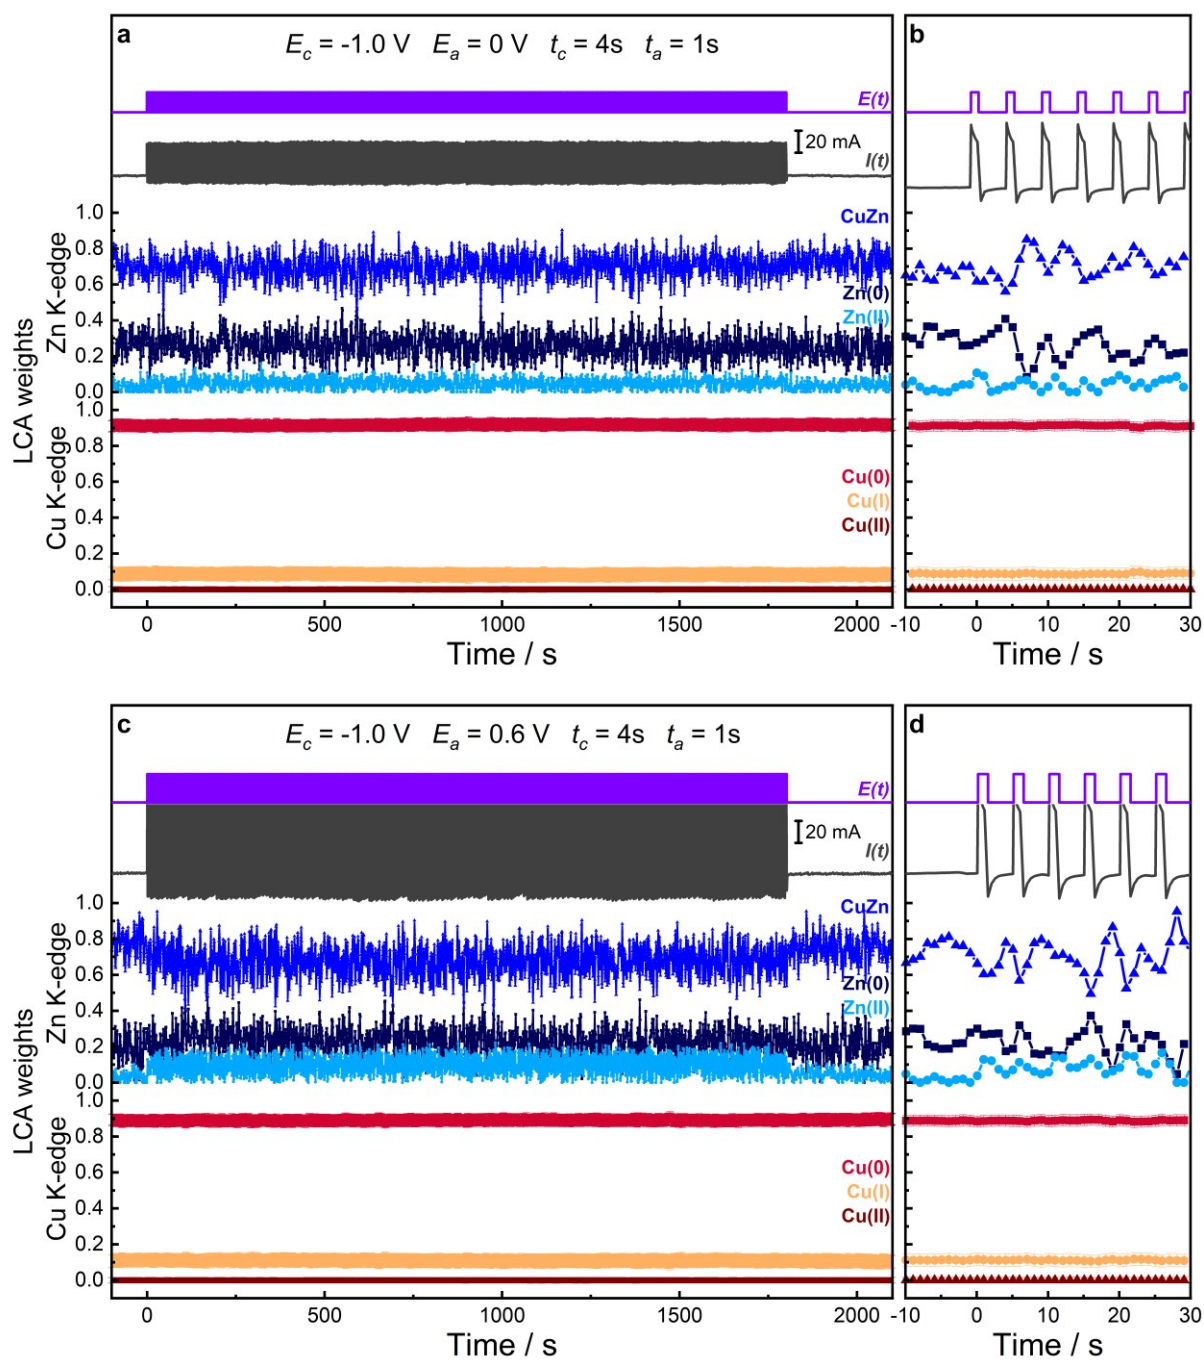 a
E_c = -1.0 V E_a = 0 V t_c = 4s t_a = 1s
E(t)
20 mA
I(t)
LCA weights
Zn K-edge
Cu K-edge
1.0
0.8
0.6
0.4
0.2
0.0
CuZn
Zn(0)
Zn(II)
1.0
0.8
0.6
0.4
0.2
0.0
Cu(0)
Cu(I)
Cu(II)
0 500 1000 1500 2000
Time / s
b
-10 0 10 20 30
Time / s
c
E_c = -1.0 V E_a = 0.6 V t_c = 4s t_a = 1s
E(t)
20 mA
I(t)
LCA weights
Zn K-edge
Cu K-edge
1.0
0.8
0.6
0.4
0.2
0.0
CuZn
Zn(0)
Zn(II)
1.0
0.8
0.6
0.4
0.2
0.0
Cu(0)
Cu(I)
Cu(II)
0 500 1000 1500 2000
Time / s
d
-10 0 10 20 30
Time / s